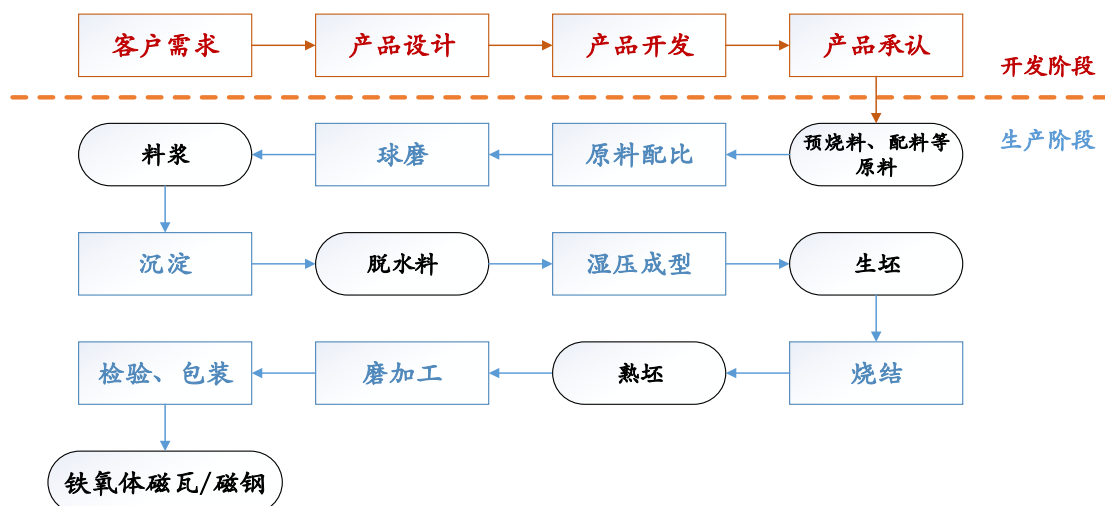 客户需求
产品设计
产品开发
产品承认
开发阶段
生产阶段
预烧料、配料等
原料
原料配比
球磨
料浆
沉淀
脱水料
湿压成型
生坯
烧结
熟坯
磨加工
检验、包装
铁氧体磁瓦/磁钢